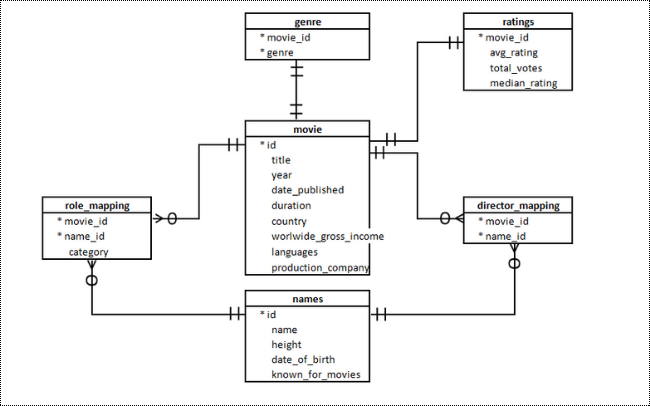 genre
* movie_id
* genre
ratings
* movie_id
avg_rating
total_votes
median_rating
movie
* id
title
year
date_published
duration
country
worlwide_gross_income
languages
production_company
role_mapping
* movie_id
* name_id
category
director_mapping
* movie_id
* name_id
names
* id
name
height
date_of_birth
known_for_movies